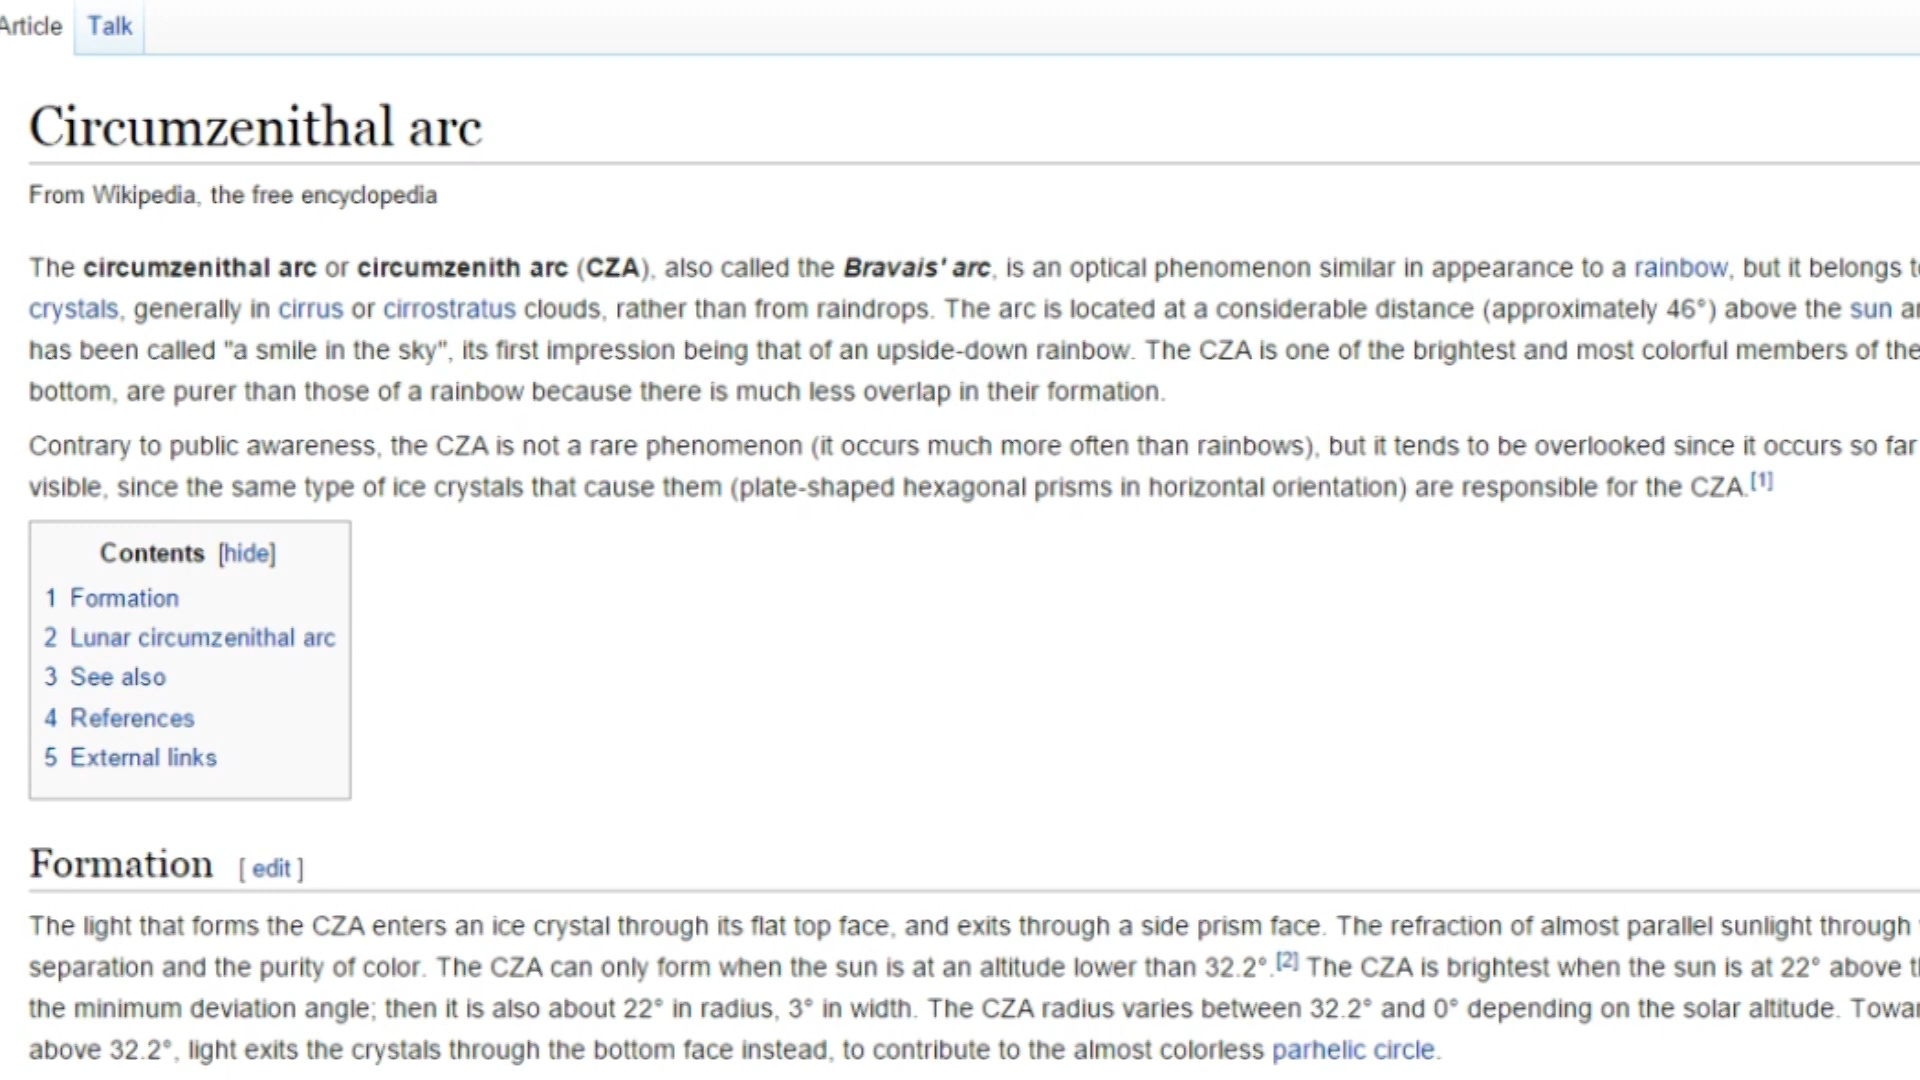 Article Talk
Circumzenithal arc
From Wikipedia, the free encyclopedia
The circumzenithal arc or circumzenith arc (CZA), also called the Bravais' arc, is an optical phenomenon similar in appearance to a rainbow, but it belongs
crystals, generally in cirrus or cirrostratus clouds, rather than from raindrops. The arc is located at a considerable distance (approximately 46°) above the sun
has been called "a smile in the sky", its first impression being that of an upside-down rainbow. The CZA is one of the brightest and most colorful members of the
bottom, are purer than those of a rainbow because there is much less overlap in their formation.
Contrary to public awareness, the CZA is not a rare phenomenon (it occurs much more often than rainbows), but it tends to be overlooked since it occurs so far
visible, since the same type of ice crystals that cause them (plate-shaped hexagonal prisms in horizontal orientation) are responsible for the CZA.[1]
Contents [hide]
1 Formation
2 Lunar circumzenithal arc
3 See also
4 References
5 External links
Formation [ edit ]
The light that forms the CZA enters an ice crystal through its flat top face, and exits through a side prism face. The refraction of almost parallel sunlight through
separation and the purity of color. The CZA can only form when the sun is at an altitude lower than 32.2°.[2] The CZA is brightest when the sun is at 22° above
the minimum deviation angle; then it is also about 22° in radius, 3° in width. The CZA radius varies between 32.2° and 0° depending on the solar altitude.
above 32.2°, light exits the crystals through the bottom face instead, to contribute to the almost colorless parhelic circle.